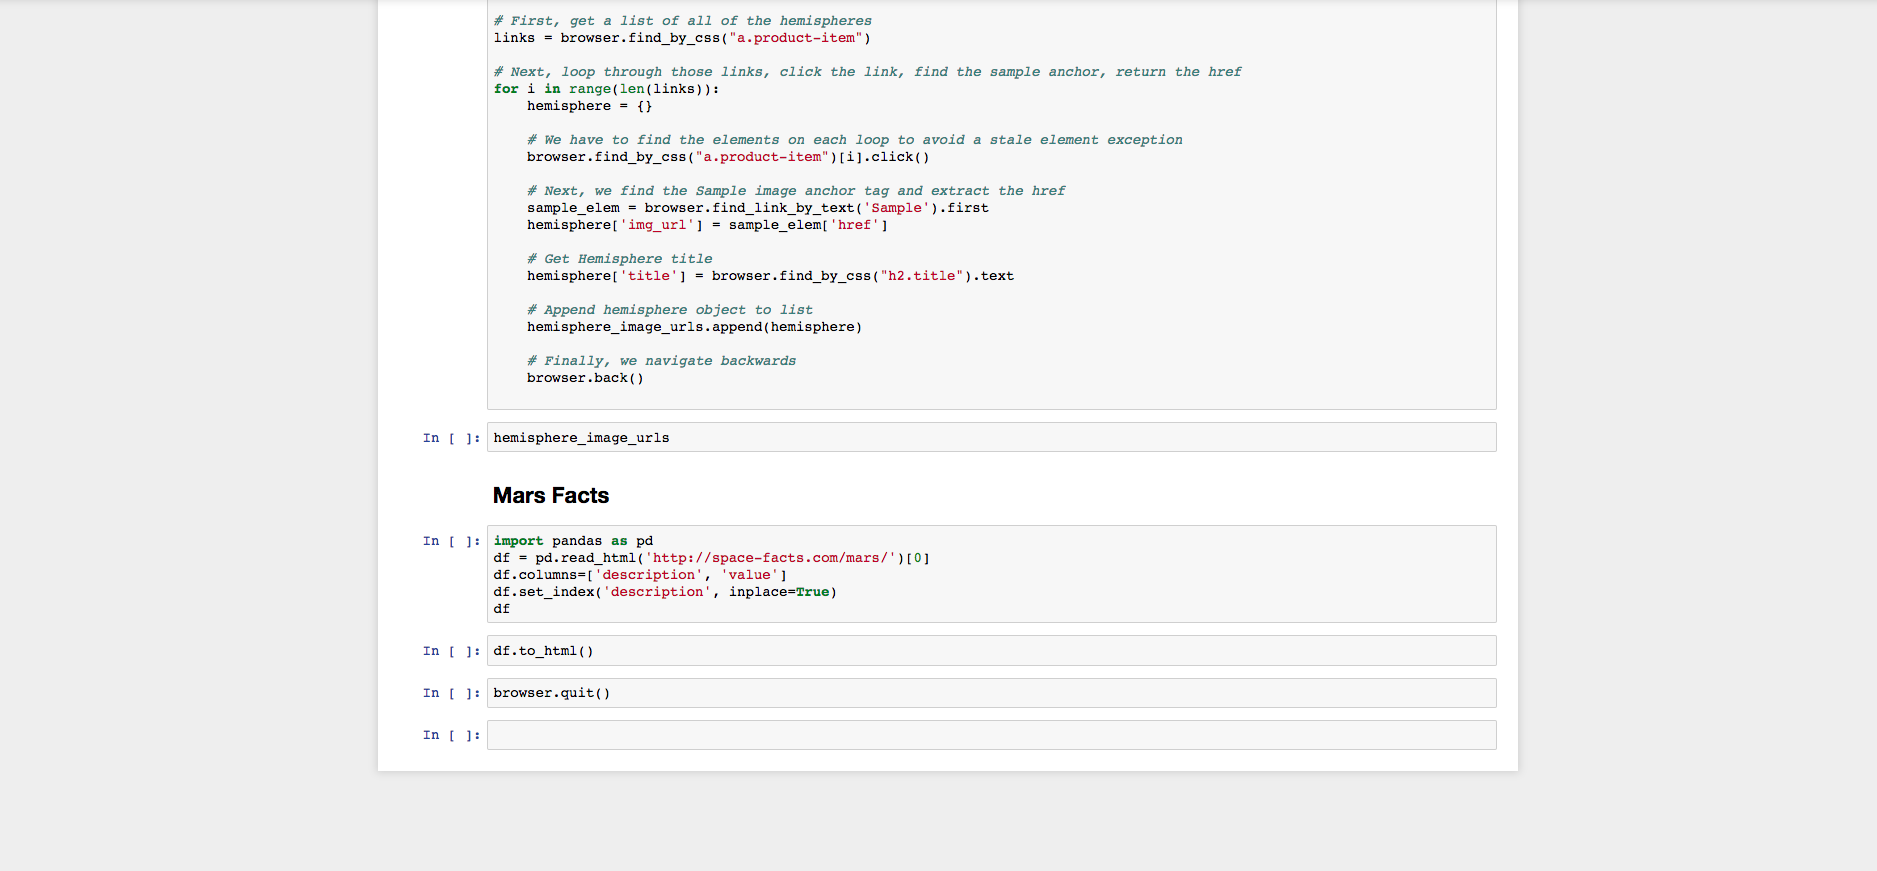 # First, get a list of all of the hemispheres
links = browser.find_by_css("a.product-item")
# Next, loop through those links, click the link, find the sample anchor, return the href
for i in range(len(links)):
    hemisphere = {}
    # We have to find the elements on each loop to avoid a stale element exception
    browser.find_by_css("a.product-item")[i].click()
    # Next, we find the Sample image anchor tag and extract the href
    sample_elem = browser.find_link_by_text('Sample').first
    hemisphere['img_url'] = sample_elem['href']
    # Get Hemisphere title
    hemisphere['title'] = browser.find_by_css("h2.title").text
    # Append hemisphere object to list
    hemisphere_image_urls.append(hemisphere)
    # Finally, we navigate backwards
    browser.back()
In [ ]: hemisphere_image_urls
Mars Facts
In [ ]: import pandas as pd
df = pd.read_html('http://space-facts.com/mars/')[0]
df.columns=['description', 'value']
df.set_index('description', inplace=True)
df
In [ ]: df.to_html()
In [ ]: browser.quit()
In [ ]: